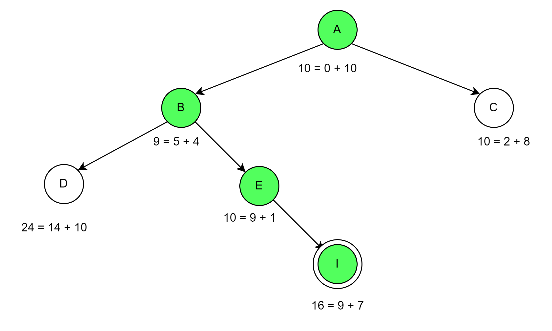 A
10 = 0 + 10
B
C
9 = 5 + 4
10 = 2 + 8
D
E
24 = 14 + 10
10 = 9 + 1
I
16 = 9 + 7